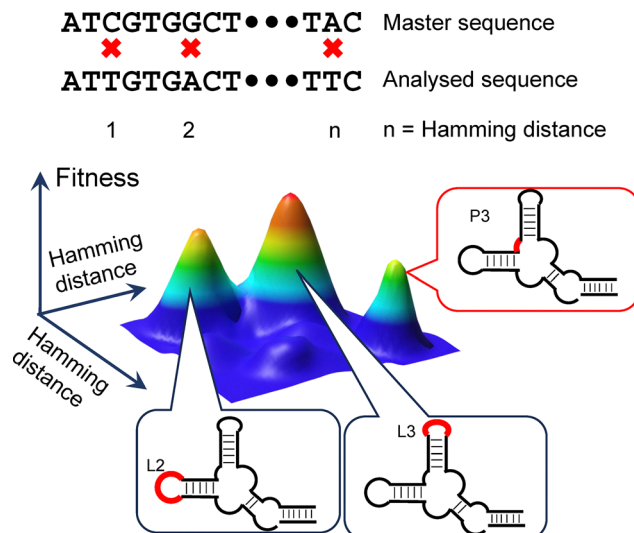 ATCGTGGCT•••TAC Master sequence
ATTGTGACT•••TTC Analysed sequence
1 2 n n = Hamming distance
Fitness
Hamming
distance
Hamming
distance
P3
L2
L3